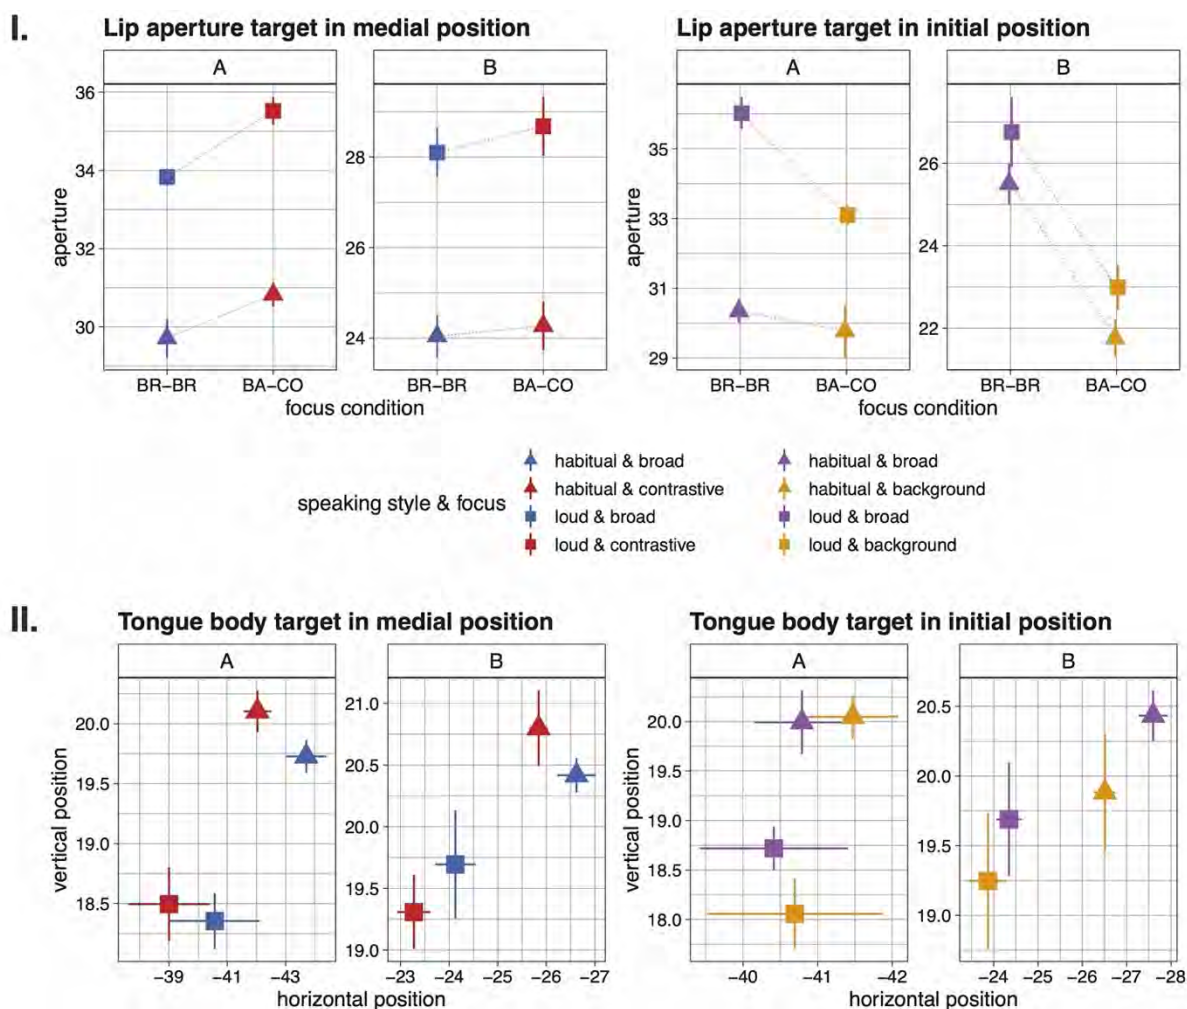 I.
Lip aperture target in medial position
Lip aperture target in initial position
A
B
A
B
aperture
36
34
32
30
28
26
24
aperture
35
33
31
29
26
24
22
BR–BR
BA–CO
BR–BR
BA–CO
BR–BR
BA–CO
BR–BR
BA–CO
focus condition
focus condition
speaking style & focus
habitual & broad
habitual & contrastive
loud & broad
loud & contrastive
habitual & broad
habitual & background
loud & broad
loud & background
II.
Tongue body target in medial position
Tongue body target in initial position
A
B
A
B
vertical position
20.0
19.5
19.0
18.5
21.0
20.5
20.0
19.5
19.0
vertical position
20.0
19.5
19.0
18.5
18.0
20.5
20.0
19.5
19.0
−39
−41
−43
−23
−24
−25
−26
−27
−40
−41
−42
−24
−25
−26
−27
−28
horizontal position
horizontal position